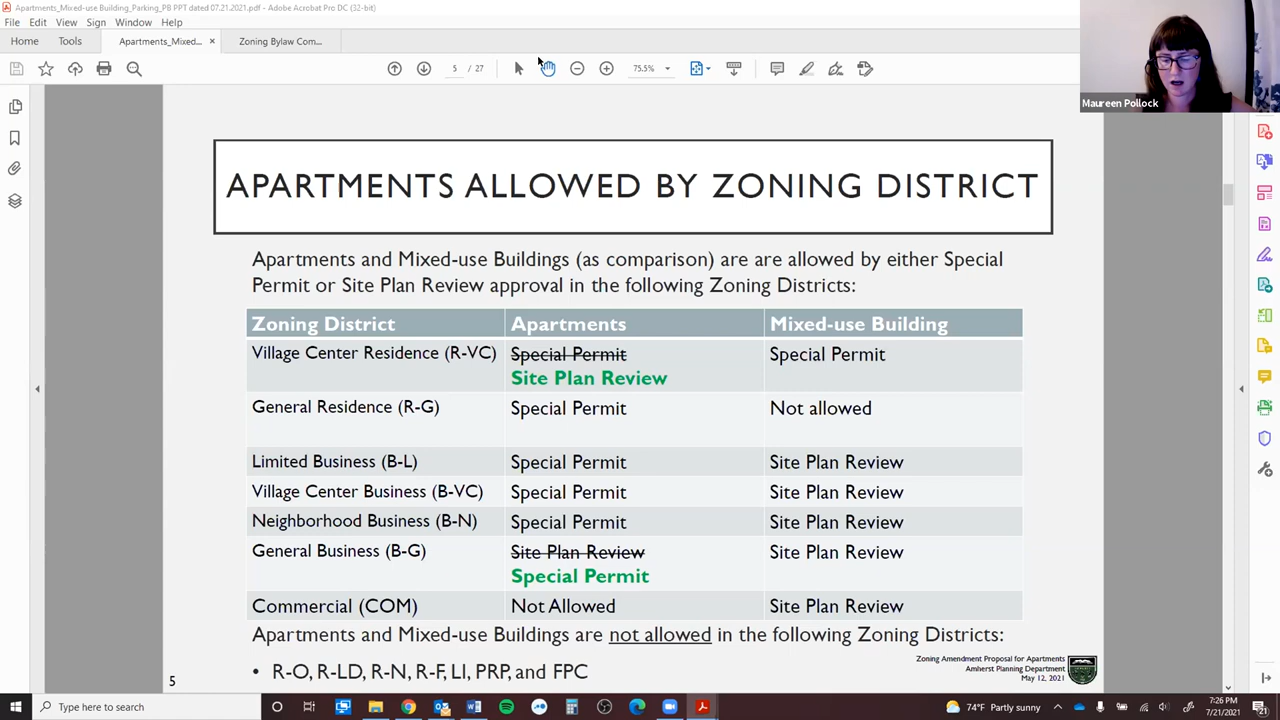 Apartments_Mixed-use Building_Parking_PB PPT dated 07.21.2021.pdf - Adobe Acrobat Pro DC (32-bit)
File Edit View Sign Window Help
Home Tools Apartments_Mixed... × Zoning Bylaw Com...
75.5%
Maureen Pollock
APARTMENTS ALLOWED BY ZONING DISTRICT
Apartments and Mixed-use Buildings (as comparison) are are allowed by either Special
Permit or Site Plan Review approval in the following Zoning Districts:
Zoning District Apartments Mixed-use Building
Village Center Residence (R-VC) Special Permit Special Permit
Site Plan Review
General Residence (R-G) Special Permit Not allowed
Limited Business (B-L) Special Permit Site Plan Review
Village Center Business (B-VC) Special Permit Site Plan Review
Neighborhood Business (B-N) Special Permit Site Plan Review
General Business (B-G) Site Plan Review Site Plan Review
Special Permit
Commercial (COM) Not Allowed Site Plan Review
Apartments and Mixed-use Buildings are not allowed in the following Zoning Districts:
• R-O, R-LD, R-N, R-F, LI, PRP, and FPC
Zoning Amendment Proposal for Apartments
Amherst Planning Department
May 12, 2021
5
Type here to search
74°F Partly sunny
7:26 PM
7/21/2021